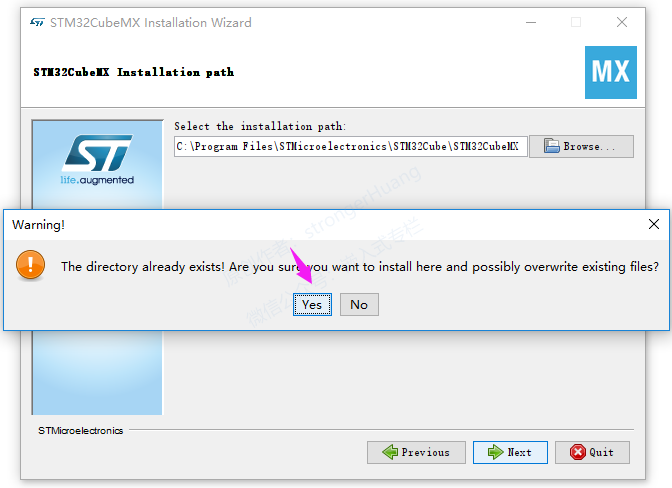 STM32CubeMX Installation Wizard
STM32CubeMX Installation path
MX
Select the installation path:
C:\Program Files\STMicroelectronics\STM32Cube\STM32CubeMX
Browse...
ST
life.augmented
Warning!
The directory already exists! Are you sure you want to install here and possibly overwrite existing files?
Yes
No
strongerHuang
STMicroelectronics
Previous
Next
Quit